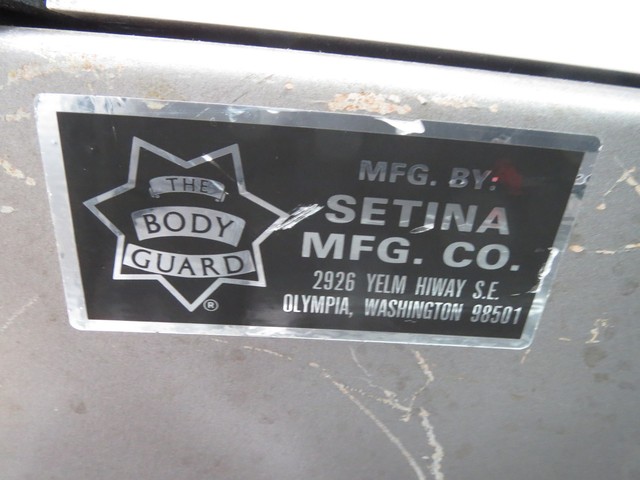 THE
BODY
GUARD
®
MFG. BY:
SETINA
MFG. CO.
2926 YELM HIWAY S.E.
OLYMPIA, WASHINGTON 98501